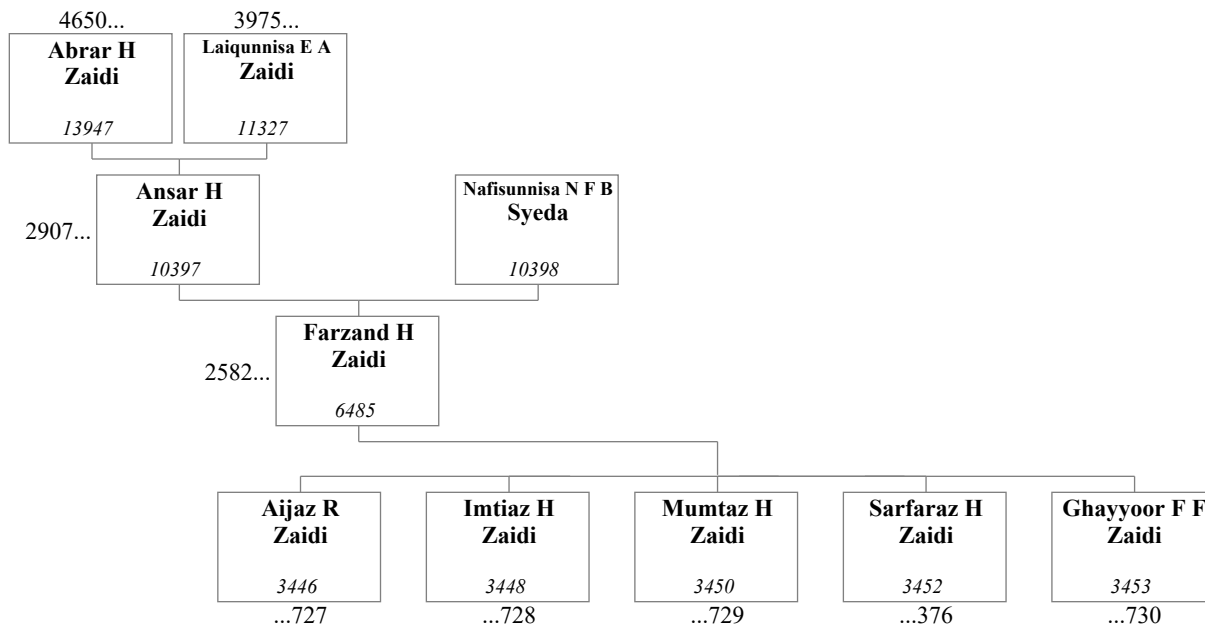 4650...
3975...
Abrar H
Zaidi
13947
Laiqunnisa E A
Zaidi
11327
2907...
Ansar H
Zaidi
10397
Nafisunnisa N F B
Syeda
10398
2582...
Farzand H
Zaidi
6485
Aijaz R
Zaidi
3446
...727
Imtiaz H
Zaidi
3448
...728
Mumtaz H
Zaidi
3450
...729
Sarfaraz H
Zaidi
3452
...376
Ghayyoor F F
Zaidi
3453
...730